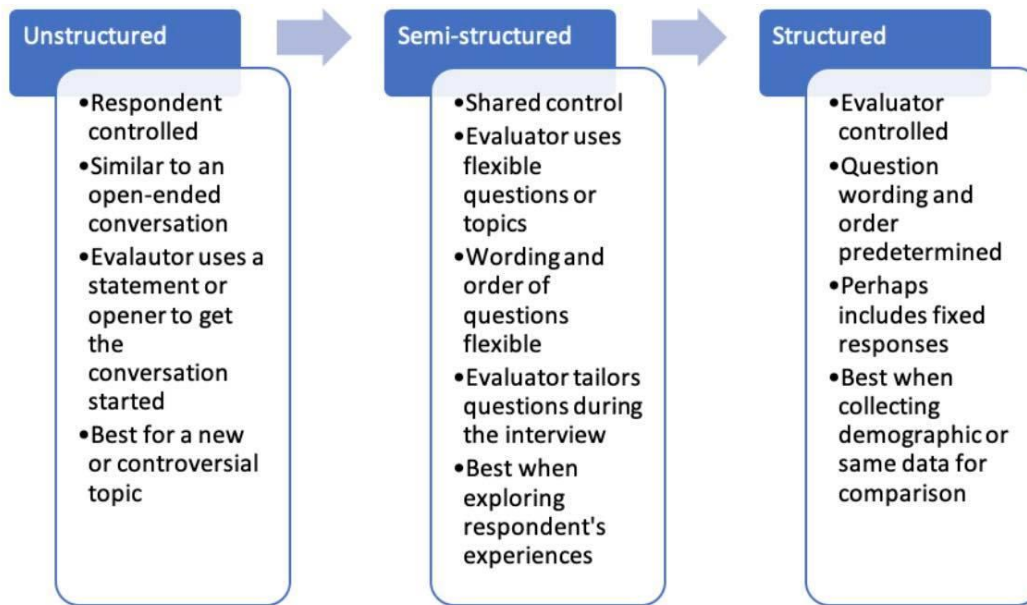 Unstructured
•Respondent
controlled
•Similar to an
open-ended
conversation
•Evalautor uses a
statement or
opener to get
the
conversation
started
•Best for a new
or controversial
topic
Semi-structured
•Shared control
•Evaluator uses
flexible
questions or
topics
•Wording and
order of
questions
flexible
•Evaluator tailors
questions during
the interview
•Best when
exploring
respondent's
experiences
Structured
•Evaluator
controlled
•Question
wording and
order
predetermined
•Perhaps
includes fixed
responses
•Best when
collecting
demographic or
same data for
comparison